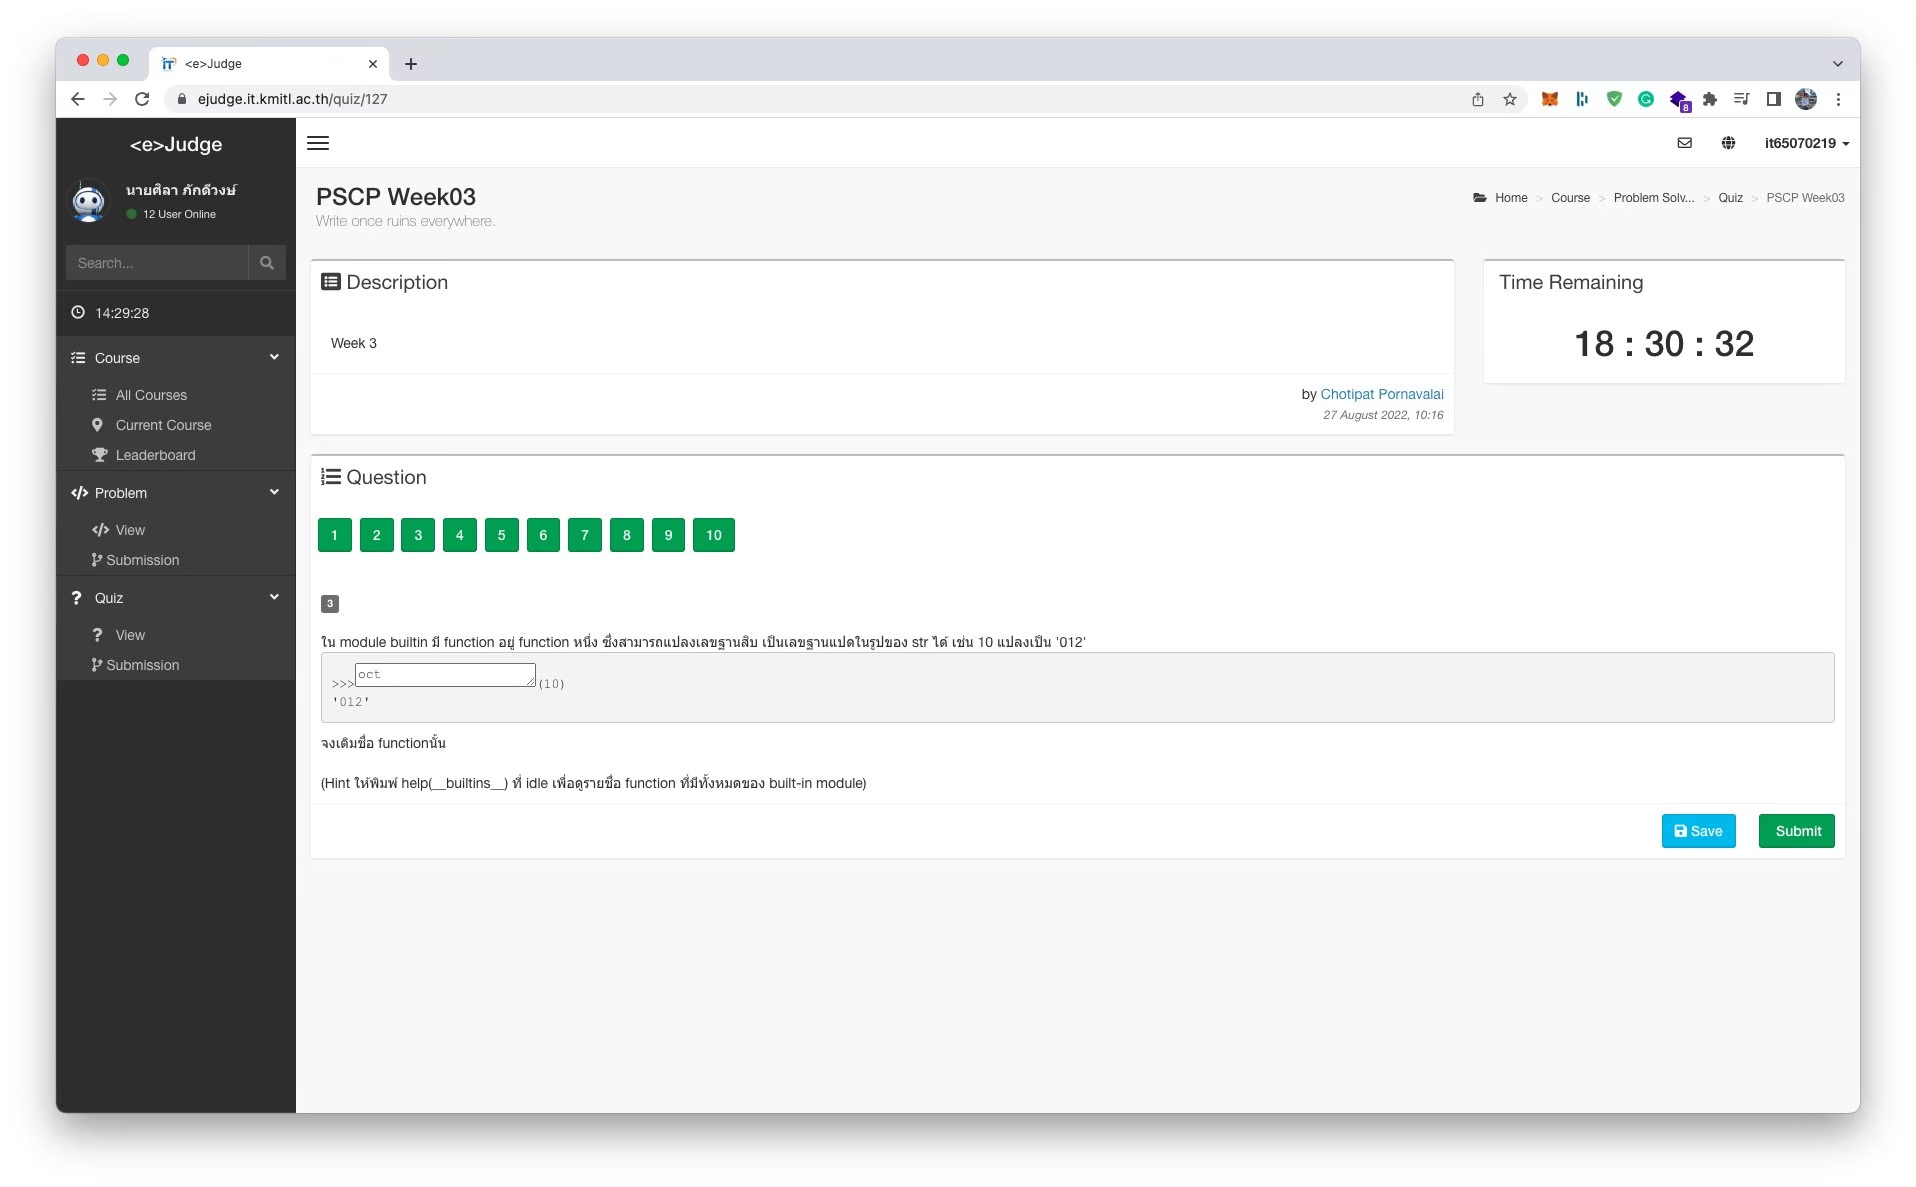 <e>Judge
ejudge.it.kmitl.ac.th/quiz/127
8
<e>Judge
it65070219
นายศิลา ภักดีวงษ์
12 User Online
Search...
14:29:28
Course
All Courses
Current Course
Leaderboard
Problem
View
Submission
Quiz
View
Submission
PSCP Week03
Write once ruins everywhere.
Home > Course > Problem Solv... > Quiz > PSCP Week03
Description
Week 3
by Chotipat Pornavalai
27 August 2022, 10:16
Time Remaining
18 : 30 : 32
Question
1 2 3 4 5 6 7 8 9 10
3
ใน module builtin มี function อยู่ function หนึ่ง ซึ่งสามารถแปลงเลขฐานสิบ เป็นเลขฐานแปดในรูปของ str ได้ เช่น 10 แปลงเป็น '012'
>>>oct(10)
'012'
จงเติมชื่อ functionนั้น
(Hint ให้พิมพ์ help(__builtins__) ที่ idle เพื่อดูรายชื่อ function ที่มีทั้งหมดของ built-in module)
Save Submit